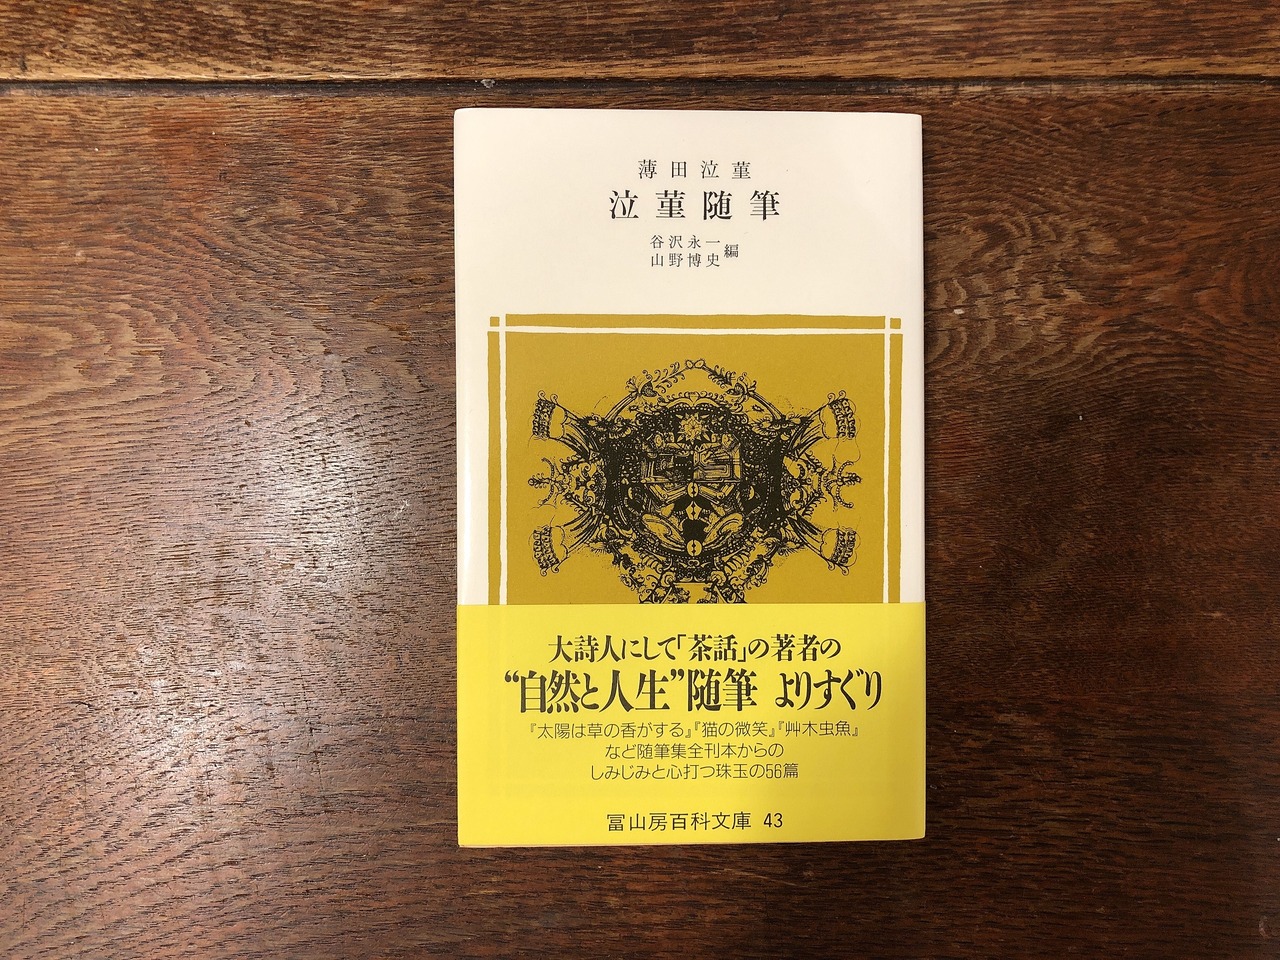 薄田泣菫
泣菫随筆
谷沢永一
山野博史 編
大詩人にして「茶話」の著者の
“自然と人生”随筆 よりすぐり
『太陽は草の香がする』『猫の微笑』『艸木虫魚』
など随筆集全刊本からの
しみじみと心打つ珠玉の56篇
冨山房百科文庫 43